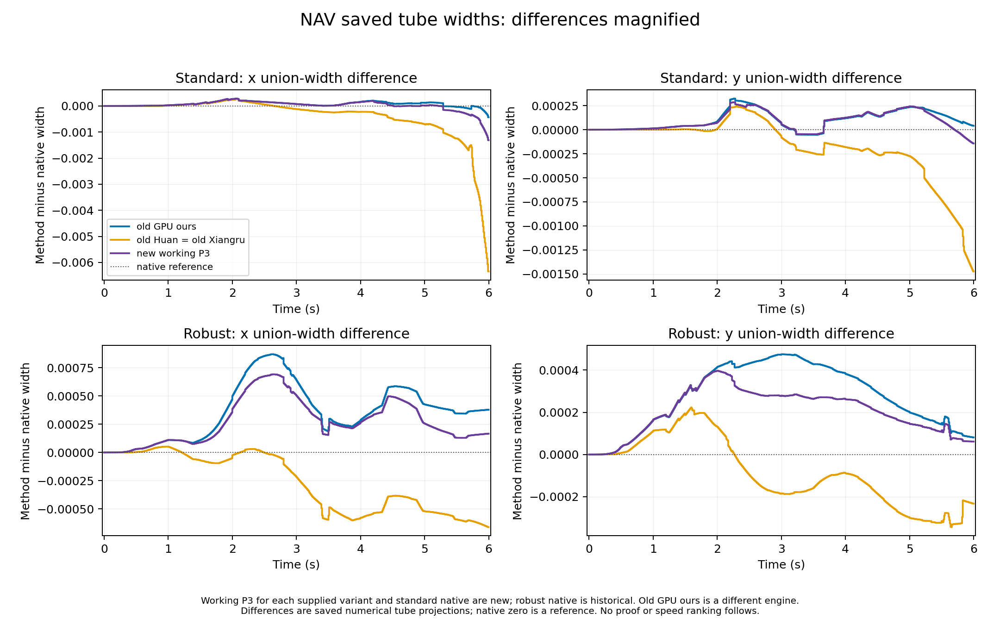 NAV saved tube widths: differences magnified
Standard: x union-width difference
Method minus native width
0.000
−0.001
−0.002
−0.003
−0.004
−0.005
−0.006
old GPU ours
old Huan = old Xiangru
new working P3
native reference
0 1 2 3 4 5 6
Time (s)
Standard: y union-width difference
Method minus native width
0.00025
0.00000
−0.00025
−0.00050
−0.00075
−0.00100
−0.00125
−0.00150
0 1 2 3 4 5 6
Time (s)
Robust: x union-width difference
Method minus native width
0.00075
0.00050
0.00025
0.00000
−0.00025
−0.00050
0 1 2 3 4 5 6
Time (s)
Robust: y union-width difference
Method minus native width
0.0004
0.0002
0.0000
−0.0002
0 1 2 3 4 5 6
Time (s)
Working P3 for each supplied variant and standard native are new; robust native is historical. Old GPU ours is a different engine.
Differences are saved numerical tube projections; native zero is a reference. No proof or speed ranking follows.